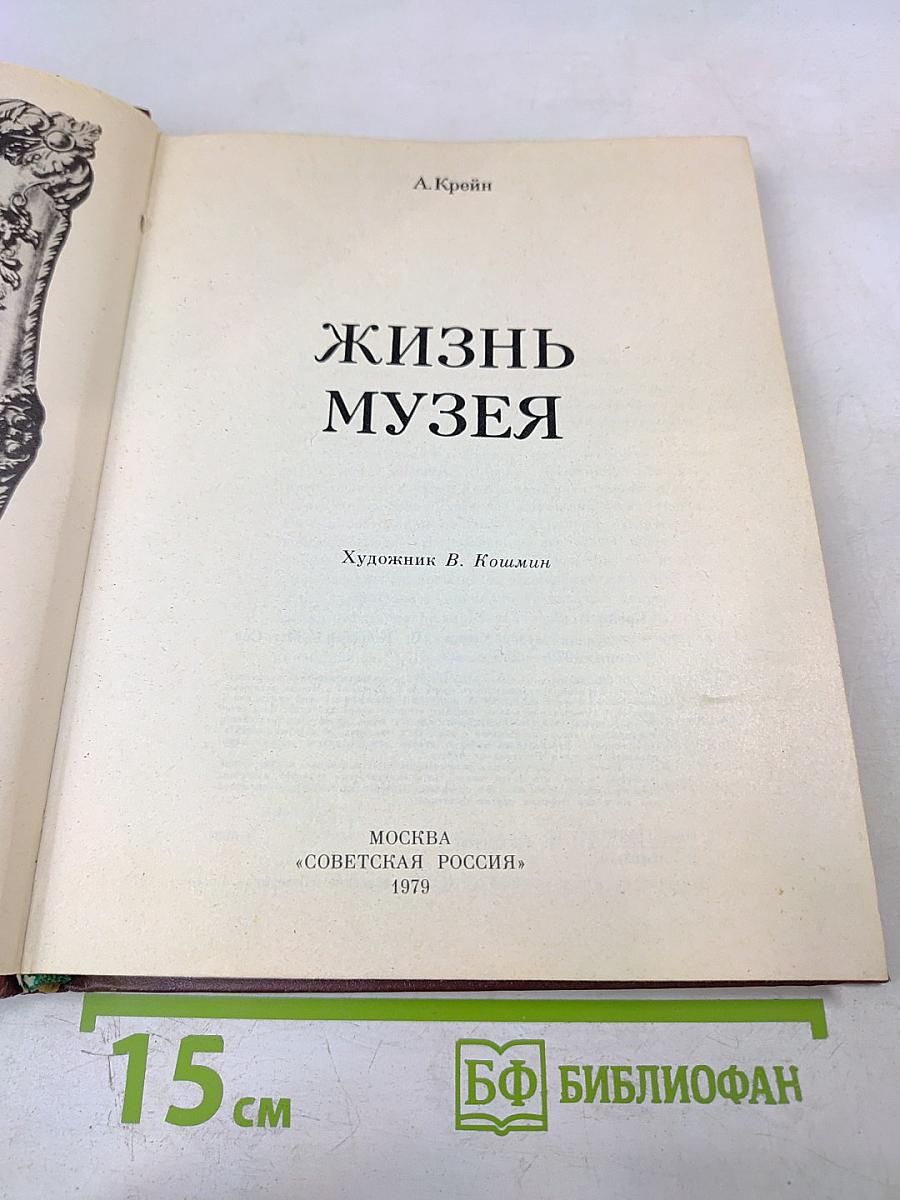 А. Крейн
ЖИЗНЬ
МУЗЕЯ
Художник В. Кошмин
МОСКВА
«СОВЕТСКАЯ РОССИЯ»
1979
15 см
БФ БИБЛИОФАН